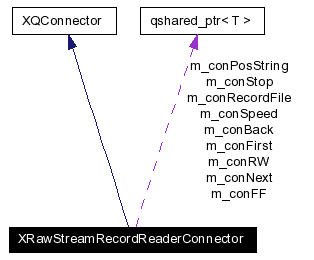 XQConnector
qshared_ptr< T >
m_conPosString
m_conStop
m_conRecordFile
m_conSpeed
m_conBack
m_conFirst
m_conRW
m_conNext
m_conFF
XRawStreamRecordReaderConnector